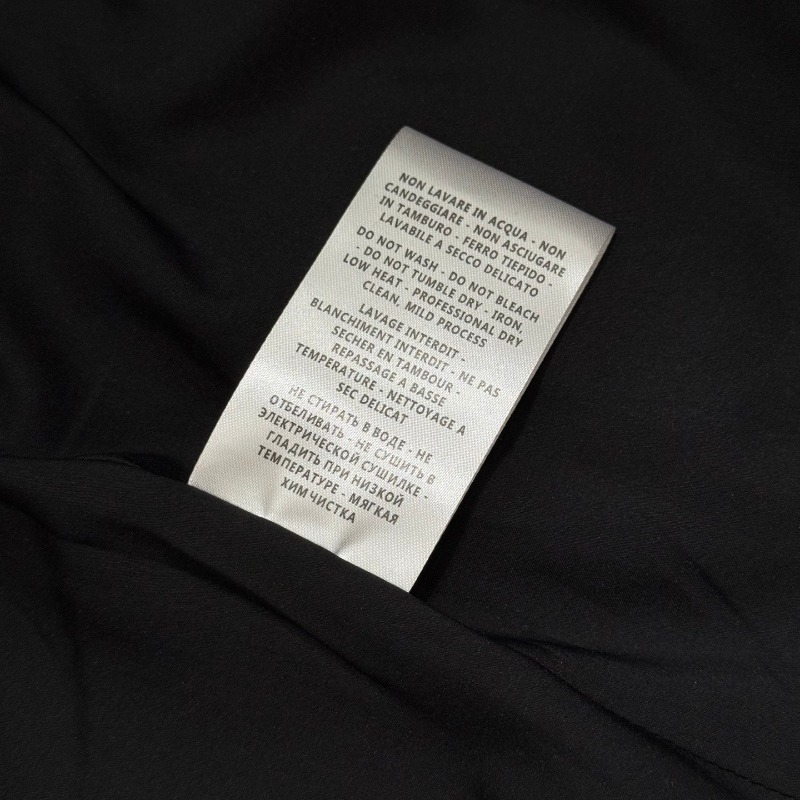 NON LAVARE IN ACQUA - NON
CANDEGGIARE - NON ASCIUGARE
IN TAMBURO - FERRO TIEPIDO -
LAVABILE A SECCO DELICATO
DO NOT WASH - DO NOT BLEACH
- DO NOT TUMBLE DRY - IRON,
LOW HEAT - PROFESSIONAL DRY
CLEAN, MILD PROCESS
LAVAGE INTERDIT -
BLANCHIMENT INTERDIT - NE PAS
SECHER EN TAMBOUR -
REPASSAGE A BASSE
TEMPERATURE - NETTOYAGE A
SEC DELICAT
НЕ СТИРАТЬ В ВОДЕ - НЕ
ОТБЕЛИВАТЬ - НЕ СУШИТЬ В
ЭЛЕКТРИЧЕСКОЙ СУШИЛКЕ -
ГЛАДИТЬ ПРИ НИЗКОЙ
ТЕМПЕРАТУРЕ - МЯГКАЯ
ХИМЧИСТКА